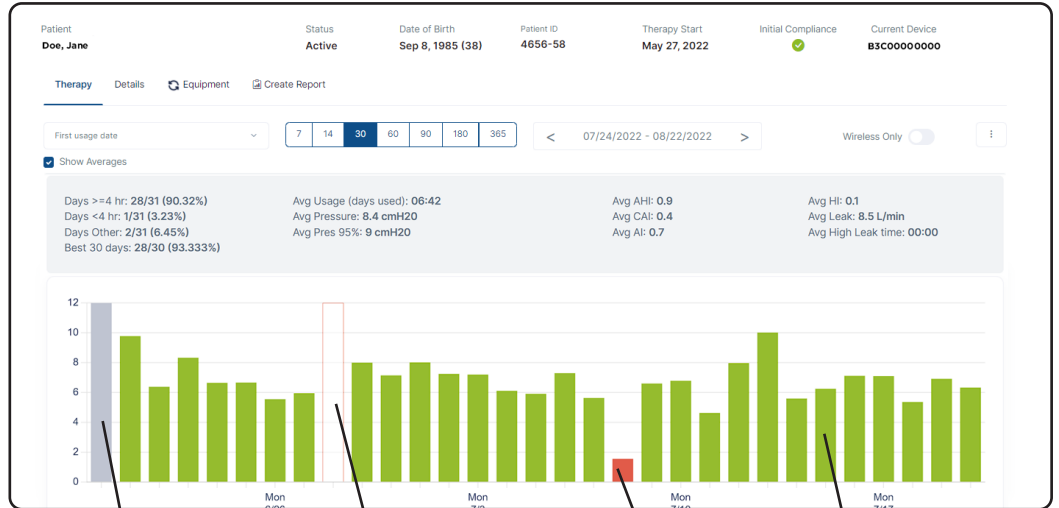 Patient Status Date of Birth Patient ID Therapy Start Initial Compliance Current Device
Doe, Jane Active Sep 8, 1985 (38) 4656-58 May 27, 2022 B3C00000000
Therapy Details Equipment Create Report
First usage date 7 14 30 60 90 180 365 < 07/24/2022 - 08/22/2022 > Wireless Only
Show Averages
Days >=4 hr: 28/31 (90.32%) Avg Usage (days used): 06:42 Avg AHI: 0.9 Avg HI: 0.1
Days <4 hr: 1/31 (3.23%) Avg Pressure: 8.4 cmH20 Avg CAI: 0.4 Avg Leak: 8.5 L/min
Days Other: 2/31 (6.45%) Avg Pres 95%: 9 cmH20 Avg AI: 0.7 Avg High Leak time: 00:00
Best 30 days: 28/30 (93.333%)
12
10
8
6
4
2
0
Mon Mon Mon Mon